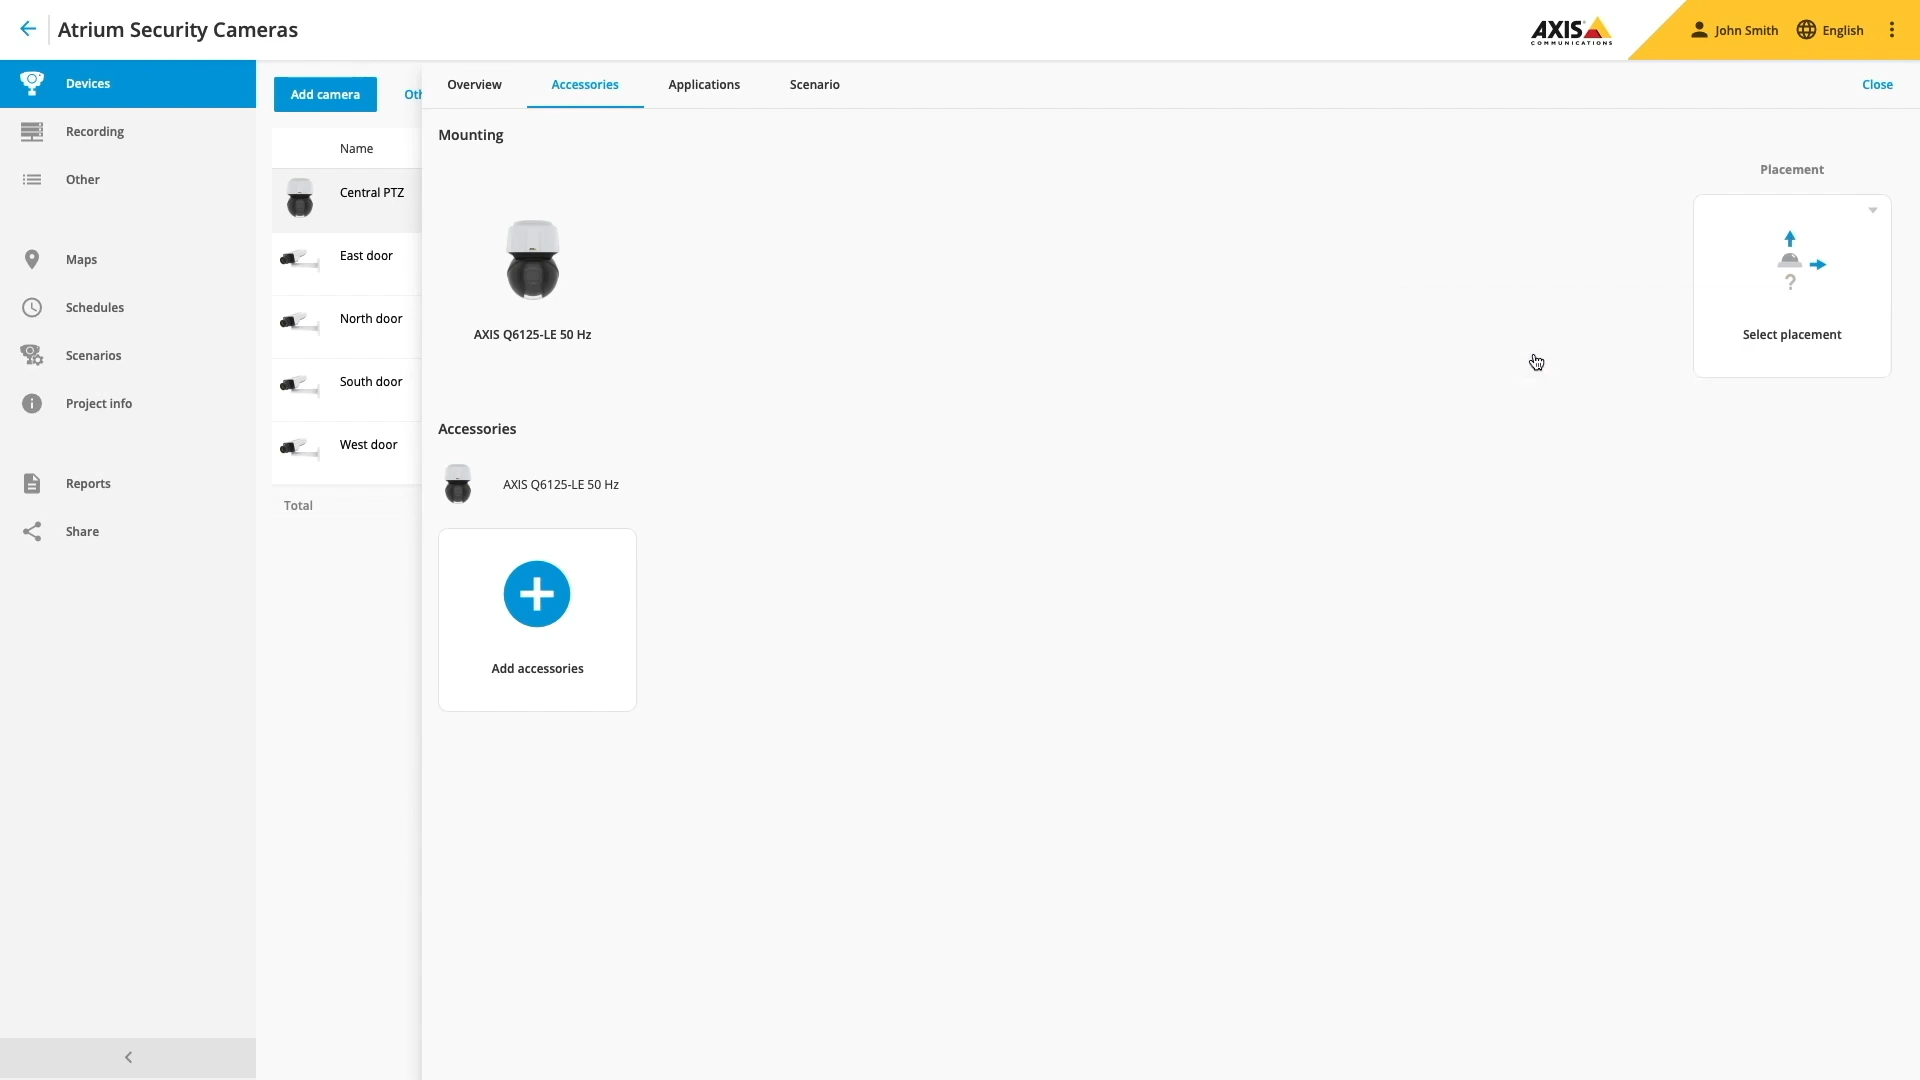 Atrium Security Cameras
AXIS
COMMUNICATIONS
John Smith
English
Devices
Recording
Other
Maps
Schedules
Scenarios
Project info
Reports
Share
Add camera
Oth
Name
Central PTZ
East door
North door
South door
West door
Total
Overview
Accessories
Applications
Scenario
Close
Mounting
Placement
AXIS Q6125-LE 50 Hz
?
Select placement
Accessories
AXIS Q6125-LE 50 Hz
Add accessories